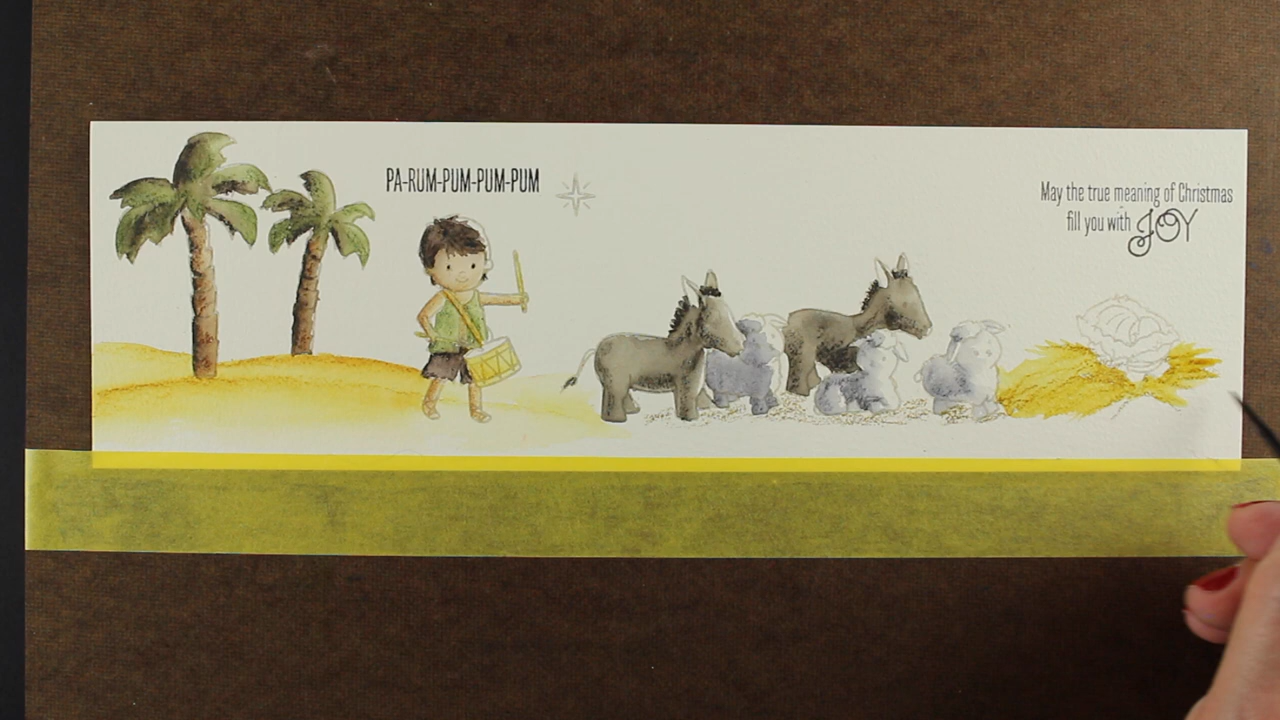 PA-RUM-PUM-PUM-PUM
May the true meaning of Christmas
fill you with JOY